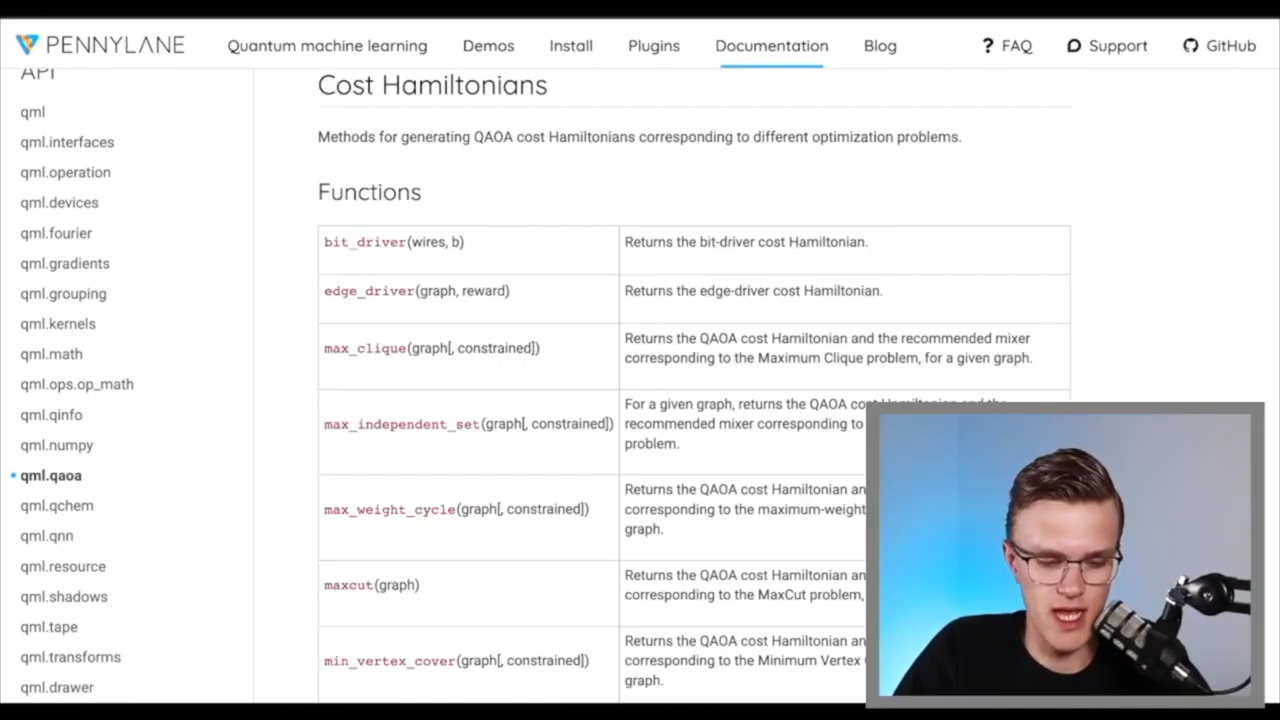 PENNYLANE Quantum machine learning Demos Install Plugins Documentation Blog ? FAQ Support GitHub
API
qml
qml.interfaces
qml.operation
qml.devices
qml.fourier
qml.gradients
qml.grouping
qml.kernels
qml.math
qml.ops.op_math
qml.qinfo
qml.numpy
qml.qaoa
qml.qchem
qml.qnn
qml.resource
qml.shadows
qml.tape
qml.transforms
qml.drawer
Cost Hamiltonians
Methods for generating QAOA cost Hamiltonians corresponding to different optimization problems.
Functions
bit_driver(wires, b)
Returns the bit-driver cost Hamiltonian.
edge_driver(graph, reward)
Returns the edge-driver cost Hamiltonian.
max_clique(graph[, constrained])
Returns the QAOA cost Hamiltonian and the recommended mixer
corresponding to the Maximum Clique problem, for a given graph.
max_independent_set(graph[, constrained])
For a given graph, returns the QAOA cost Hamiltonian and the
recommended mixer corresponding to
problem.
max_weight_cycle(graph[, constrained])
Returns the QAOA cost Hamiltonian an
corresponding to the maximum-weight
graph.
maxcut(graph)
Returns the QAOA cost Hamiltonian an
corresponding to the MaxCut problem,
min_vertex_cover(graph[, constrained])
Returns the QAOA cost Hamiltonian an
corresponding to the Minimum Vertex
graph.